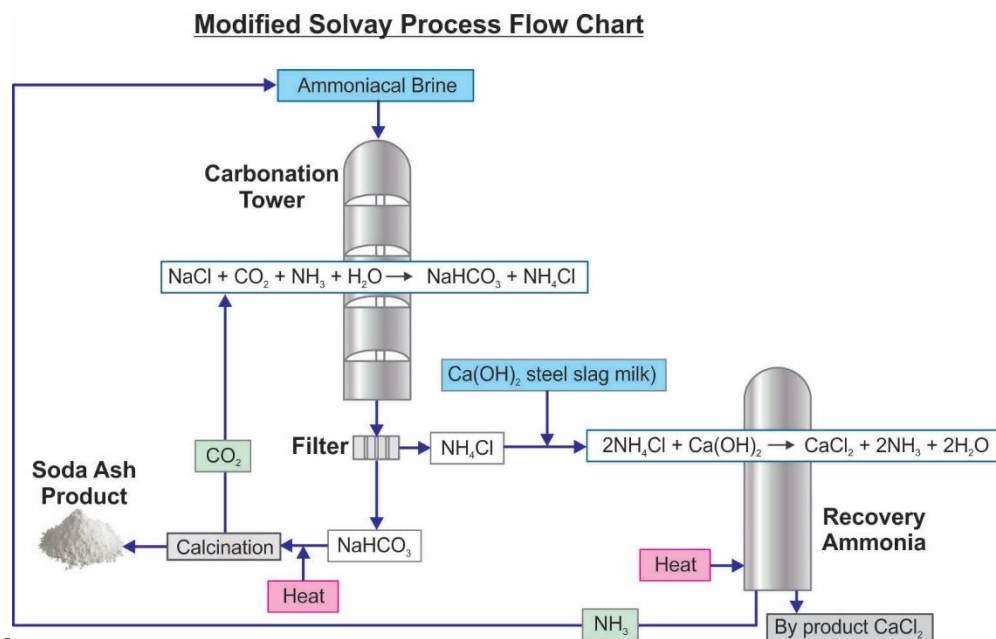 Modified Solvay Process Flow Chart
Ammoniacal Brine
Carbonation
Tower
NaCl + CO₂ + NH₃ + H₂O → NaHCO₃ + NH₄Cl
Ca(OH)₂ steel slag milk)
Filter
NH₄Cl
2NH₄Cl + Ca(OH)₂ → CaCl₂ + 2NH₃ + 2H₂O
CO₂
Soda Ash
Product
Calcination
NaHCO₃
Heat
Recovery
Ammonia
Heat
NH₃
By product CaCl₂